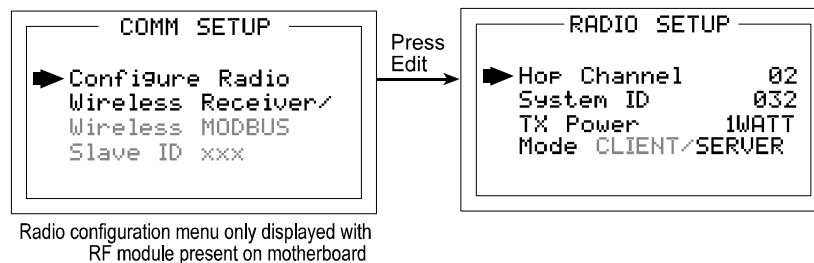 COMM SETUP
Configure Radio
Wireless Receiver/
Wireless MODBUS
Slave ID xxx
Press
Edit
RADIO SETUP
Hop Channel 02
System ID 032
TX Power 1WATT
Mode CLIENT/SERVER
Radio configuration menu only displayed with
RF module present on motherboard